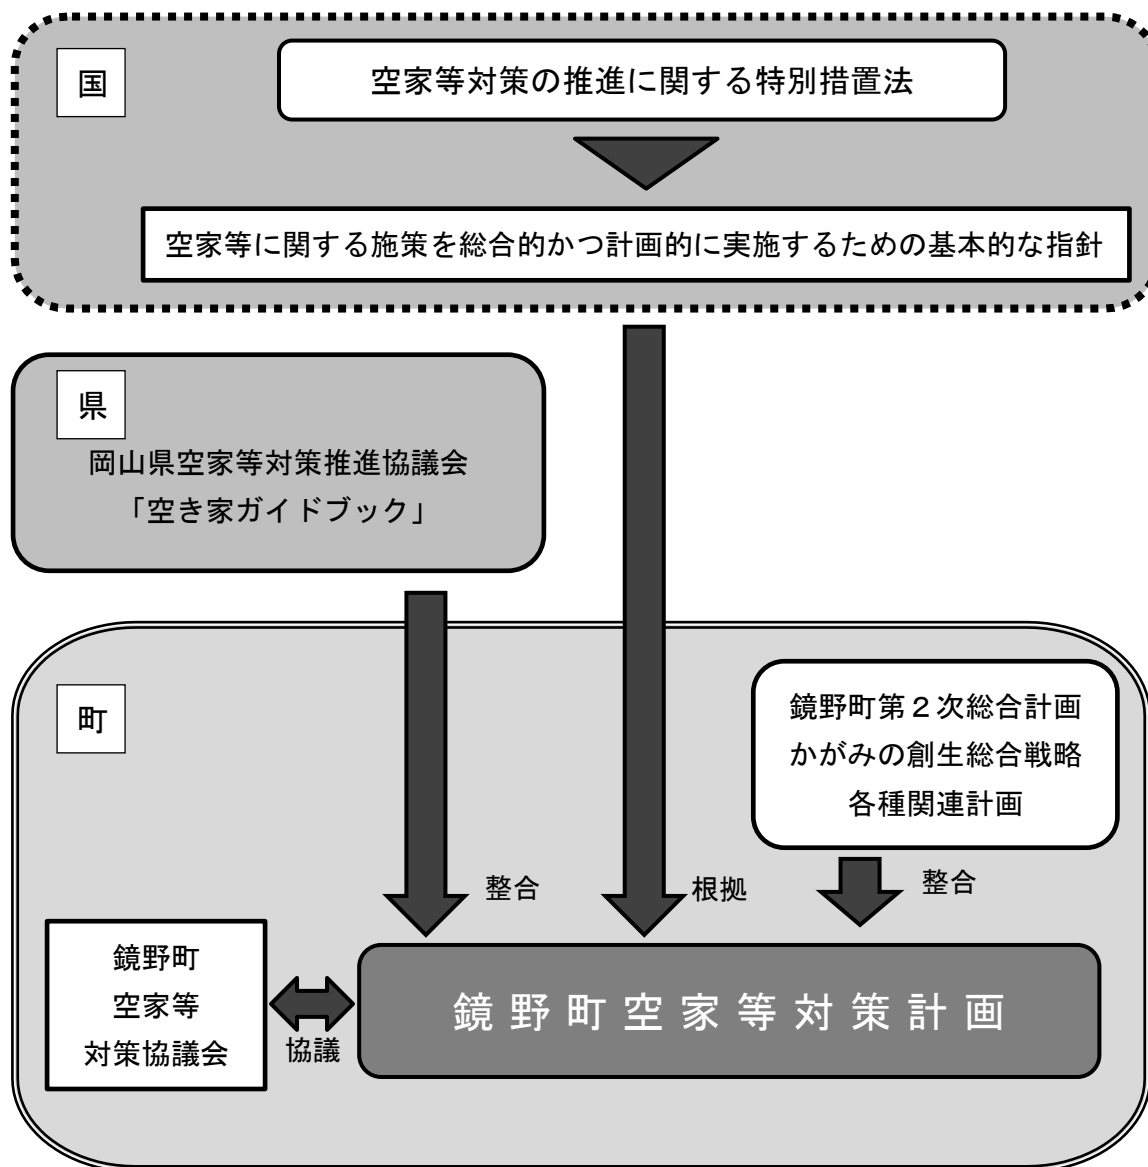 国
空家等対策の推進に関する特別措置法
空家等に関する施策を総合的かつ計画的に実施するための基本的な指針
県
岡山県空家等対策推進協議会
「空き家ガイドブック」
町
鏡野町第２次総合計画
かがみの創生総合戦略
各種関連計画
整合
根拠
整合
鏡野町
空家等
対策協議会
協議
鏡野町空家等対策計画